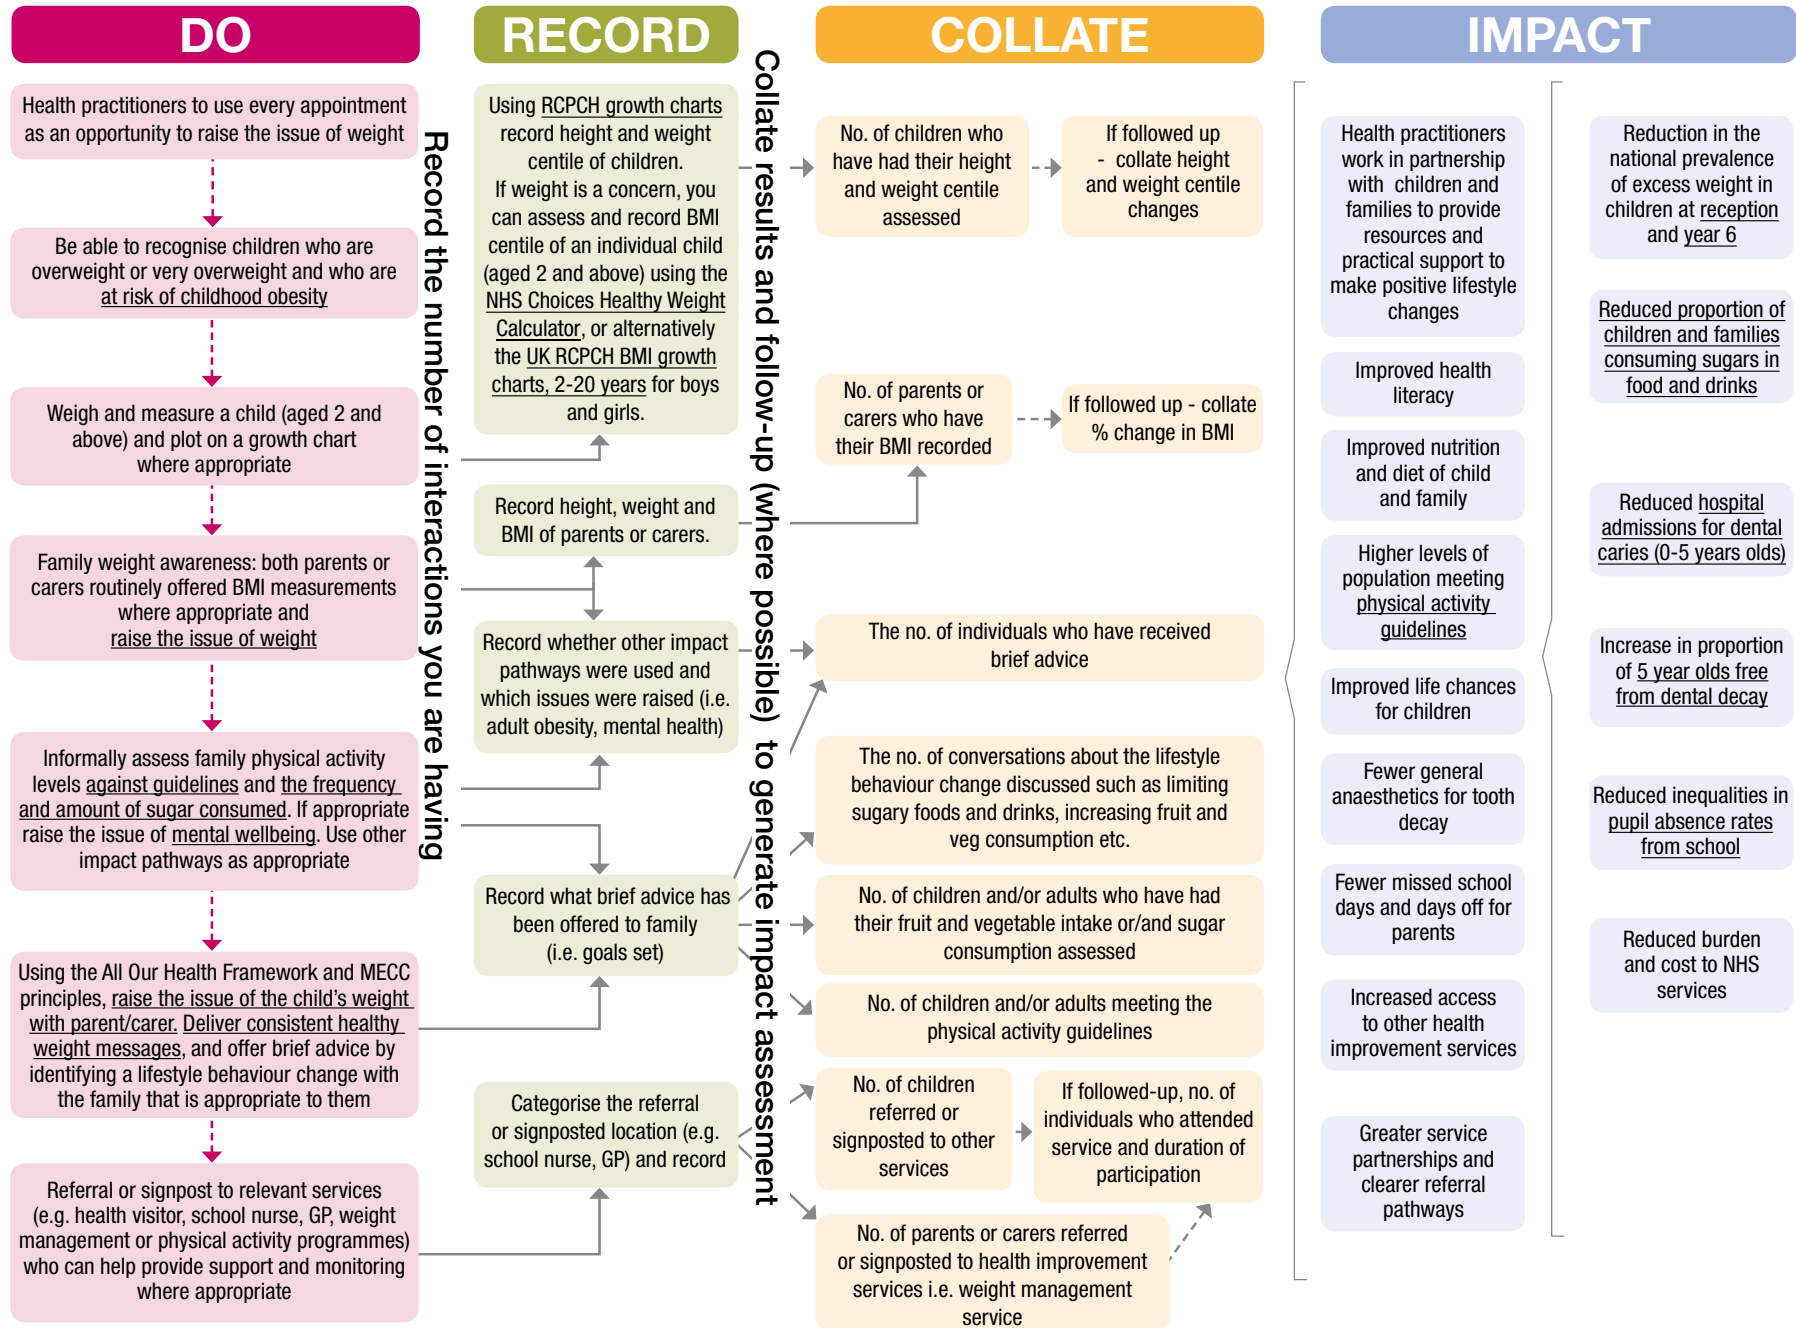 DO
Health practitioners to use every appointment
as an opportunity to raise the issue of weight
Be able to recognise children who are
overweight or very overweight and who are
at risk of childhood obesity
Weigh and measure a child (aged 2 and
above) and plot on a growth chart
where appropriate
Family weight awareness: both parents or
carers routinely offered BMI measurements
where appropriate and
raise the issue of weight
Informally assess family physical activity
levels against guidelines and the frequency
and amount of sugar consumed. If appropriate
raise the issue of mental wellbeing. Use other
impact pathways as appropriate
Using the All Our Health Framework and MECC
principles, raise the issue of the child's weight
with parent/carer. Deliver consistent healthy
weight messages, and offer brief advice by
identifying a lifestyle behaviour change with
the family that is appropriate to them
Referral or signpost to relevant services
(e.g. health visitor, school nurse, GP, weight
management or physical activity programmes)
who can help provide support and monitoring
where appropriate
Record the number of interactions you are having
RECORD
Using RCPCH growth charts
record height and weight
centile of children.
If weight is a concern, you
can assess and record BMI
centile of an individual child
(aged 2 and above) using the
NHS Choices Healthy Weight
Calculator, or alternatively
the UK RCPCH BMI growth
charts, 2-20 years for boys
and girls.
Record height, weight and
BMI of parents or carers.
Record whether other impact
pathways were used and
which issues were raised (i.e.
adult obesity, mental health)
Record what brief advice has
been offered to family
(i.e. goals set)
Categorise the referral
or signposted location (e.g.
school nurse, GP) and record
Collate results and follow-up (where possible) to generate impact assessment
COLLATE
No. of children who
have had their height
and weight centile
assessed
If followed up
- collate height
and weight centile
changes
No. of parents or
carers who have
their BMI recorded
If followed up - collate
% change in BMI
The no. of individuals who have received
brief advice
The no. of conversations about the lifestyle
behaviour change discussed such as limiting
sugary foods and drinks, increasing fruit and
veg consumption etc.
No. of children and/or adults who have had
their fruit and vegetable intake or/and sugar
consumption assessed
No. of children and/or adults meeting the
physical activity guidelines
No. of children
referred or
signposted to other
services
If followed-up, no. of
individuals who attended
service and duration of
participation
No. of parents or carers referred
or signposted to health improvement
services i.e. weight management
service
IMPACT
Health practitioners
work in partnership
with children and
families to provide
resources and
practical support to
make positive lifestyle
changes
Improved health
literacy
Improved nutrition
and diet of child
and family
Higher levels of
population meeting
physical activity
guidelines
Improved life chances
for children
Fewer general
anaesthetics for tooth
decay
Fewer missed school
days and days off for
parents
Increased access
to other health
improvement services
Greater service
partnerships and
clearer referral
pathways
Reduction in the
national prevalence
of excess weight in
children at reception
and year 6
Reduced proportion of
children and families
consuming sugars in
food and drinks
Reduced hospital
admissions for dental
caries (0-5 years olds)
Increase in proportion
of 5 year olds free
from dental decay
Reduced inequalities in
pupil absence rates
from school
Reduced burden
and cost to NHS
services